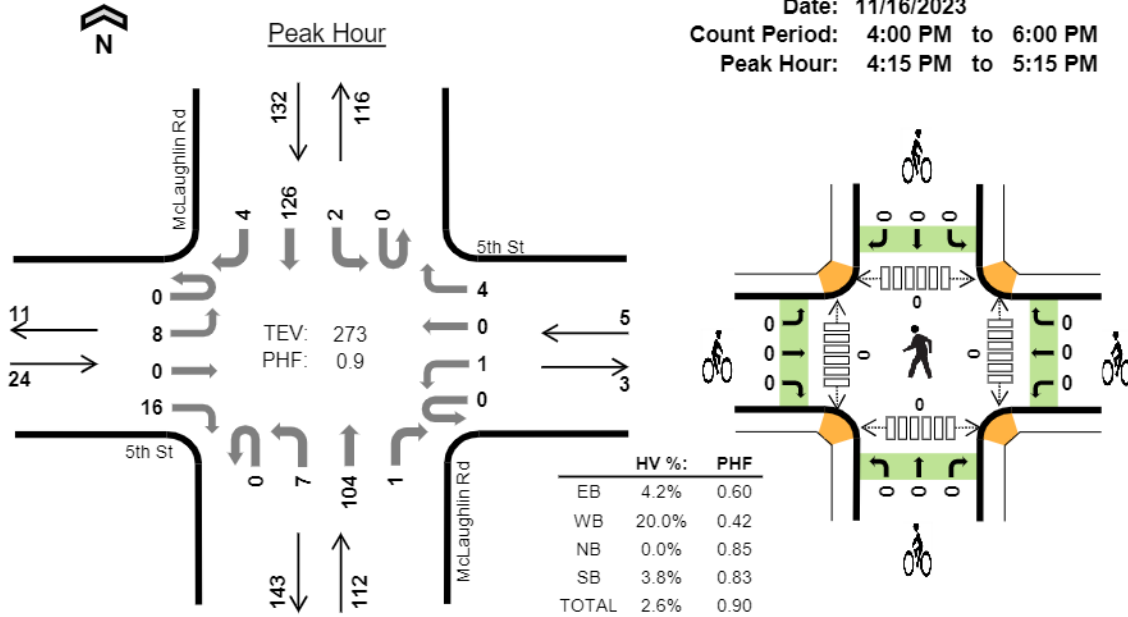 Date: 11/16/2023
Count Period: 4:00 PM to 6:00 PM
Peak Hour: 4:15 PM to 5:15 PM
N
Peak Hour
132
116
McLaughlin Rd
4
126
2
0
5th St
0
8
0
16
TEV: 273
PHF: 0.9
4
0
1
0
11
24
5
3
5th St
0
7
104
1
McLaughlin Rd
143
112
HV %: PHF
EB 4.2% 0.60
WB 20.0% 0.42
NB 0.0% 0.85
SB 3.8% 0.83
TOTAL 2.6% 0.90
0 0 0
0
0
0
0
0
0
0
0
0
0
0 0 0